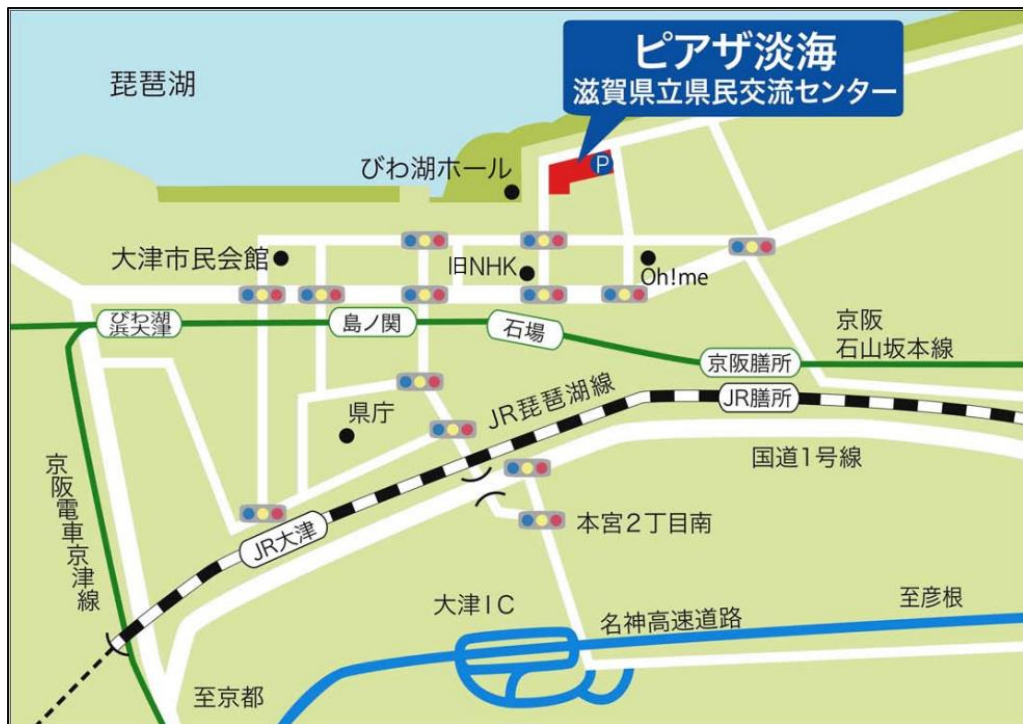 ピアザ淡海
滋賀県立県民交流センター
琵琶湖
P
びわ湖ホール
大津市民会館
旧NHK
Oh!me
びわ湖
浜大津
島ノ関
石場
京阪
石山坂本線
京阪膳所
JR膳所
JR琵琶湖線
県庁
国道1号線
京阪電車京津線
JR大津
本宮2丁目南
大津IC
名神高速道路
至彦根
至京都